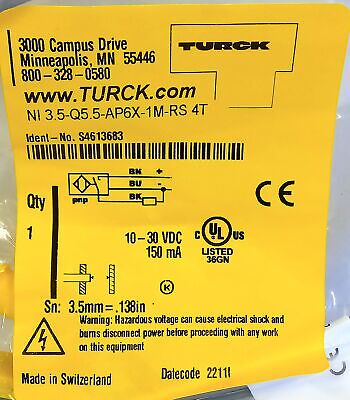 3000 Campus Drive
Minneapolis, MN 55446
800-328-0580
TURCK
www.TURCK.com
NI 3.5-Q5.5-AP6X-1M-RS 4T
Ident-No. S4613683
Qty
1
BN +
BU -
BK
pnp
CE
10-30 VDC
150 mA
c UL US
LISTED
36GN
K
Sn: 3.5mm=.138in
Warning: Hazardous voltage can cause electrical shock and
burns disconnect power before proceeding with any work
on this equipment
Made in Switzerland
Datecode 2211I
CE